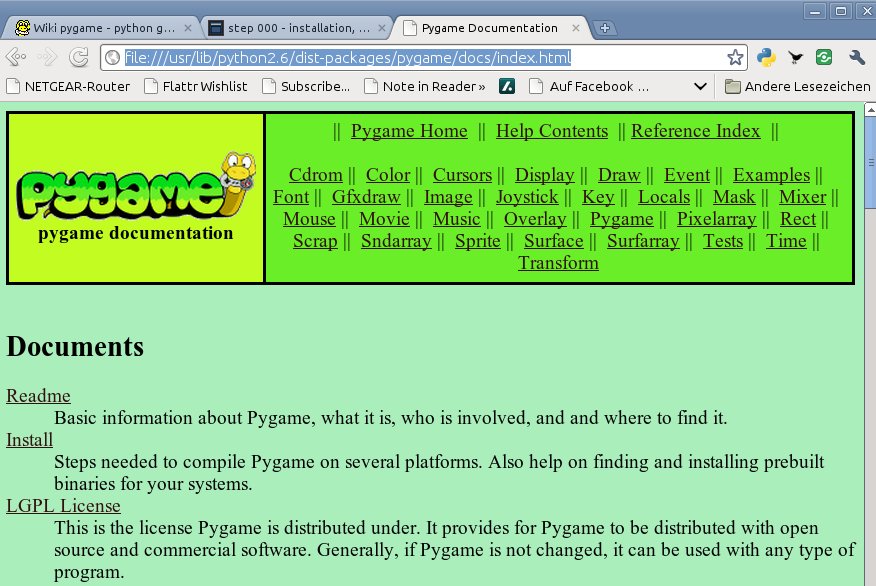 Wiki pygame - python g...
step 000 - installation, ...
Pygame Documentation
file:///usr/lib/python2.6/dist-packages/pygame/docs/index.html
NETGEAR-Router
Flattr Wishlist
Subscribe...
Note in Reader »
Auf Facebook ...
Andere Lesezeichen
|| Pygame Home || Help Contents || Reference Index ||
Cdrom || Color || Cursors || Display || Draw || Event || Examples ||
Font || Gfxdraw || Image || Joystick || Key || Locals || Mask || Mixer ||
Mouse || Movie || Music || Overlay || Pygame || Pixelarray || Rect ||
Scrap || Sndarray || Sprite || Surface || Surfarray || Tests || Time ||
Transform
pygame
pygame documentation
Documents
Readme
Basic information about Pygame, what it is, who is involved, and and where to find it.
Install
Steps needed to compile Pygame on several platforms. Also help on finding and installing prebuilt
binaries for your systems.
LGPL License
This is the license Pygame is distributed under. It provides for Pygame to be distributed with open
source and commercial software. Generally, if Pygame is not changed, it can be used with any type of
program.